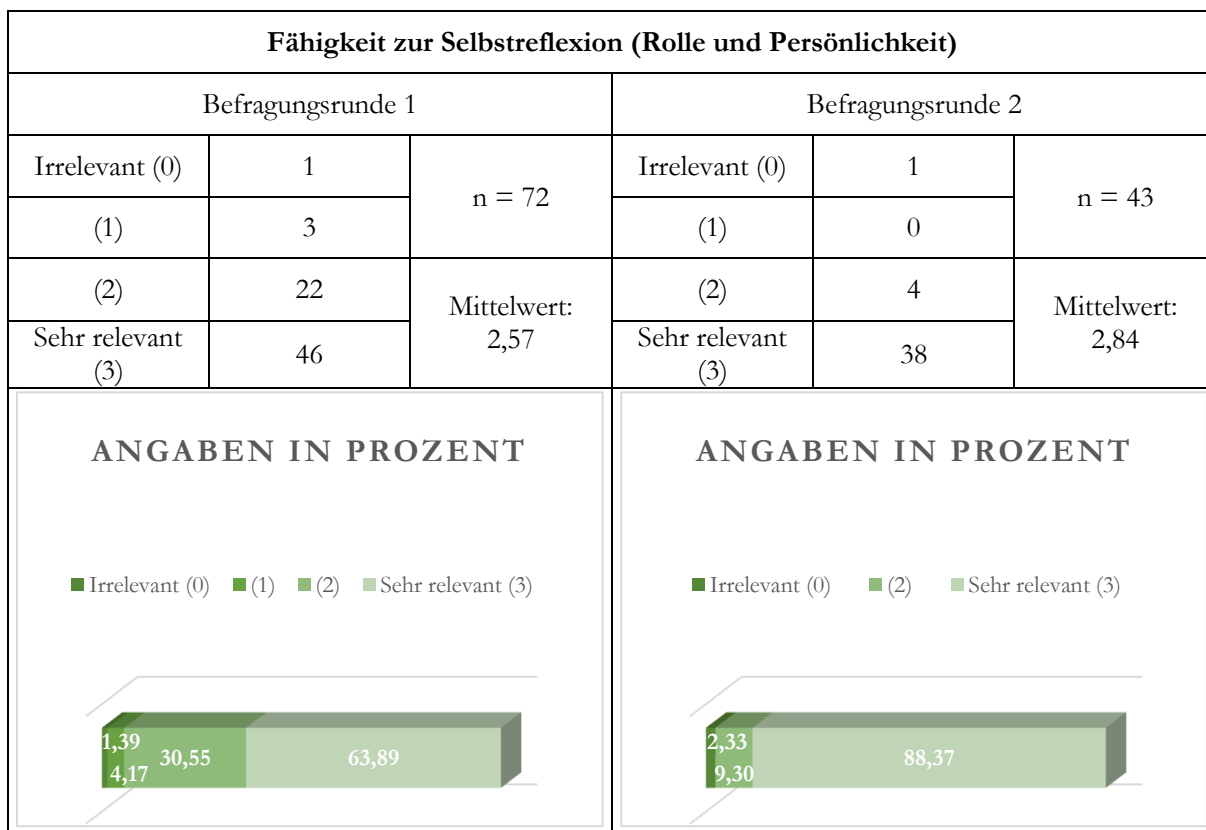 Fähigkeit zur Selbstreflexion (Rolle und Persönlichkeit)
Befragungsrunde 1
Befragungsrunde 2
Irrelevant (0)
1
n = 72
(1)
3
(2)
22
Mittelwert:
2,57
Sehr relevant
(3)
46
Irrelevant (0)
1
n = 43
(1)
0
(2)
4
Mittelwert:
2,84
Sehr relevant
(3)
38
ANGABEN IN PROZENT
Irrelevant (0) (1) (2) Sehr relevant (3)
1,39
4,17
30,55
63,89
ANGABEN IN PROZENT
Irrelevant (0) (2) Sehr relevant (3)
2,33
9,30
88,37